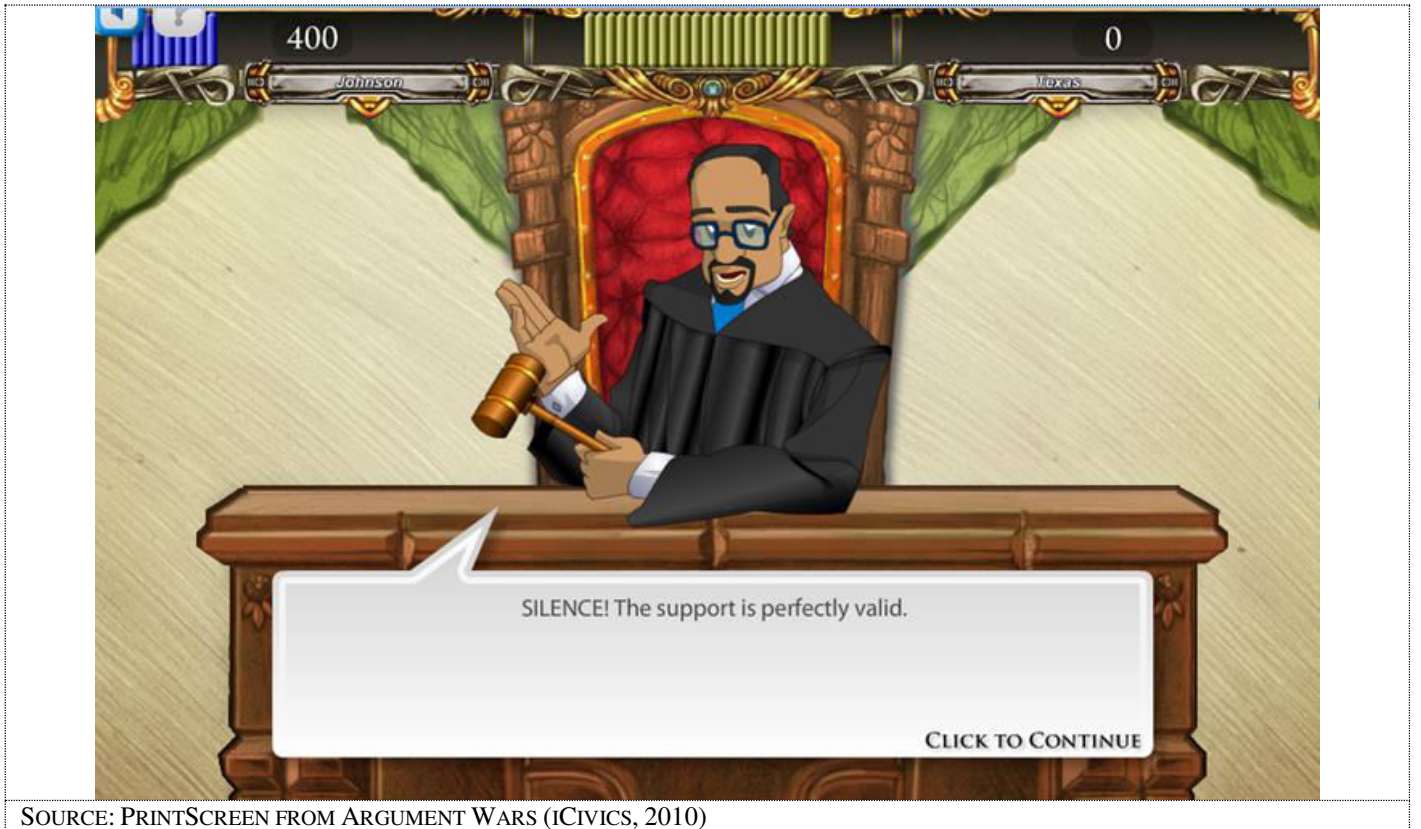 400
0
Johnson
Texas
SILENCE! The support is perfectly valid.
CLICK TO CONTINUE
SOURCE: PRINTSCREEN FROM ARGUMENT WARS (ICIVICS, 2010)